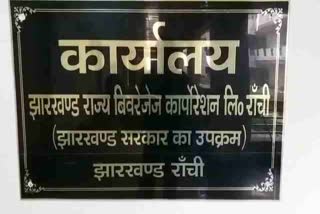 कार्यालय
झारखण्ड राज्य बिवरेजेज कार्पोरेशन लि० राँची
(झारखण्ड सरकार का उपक्रम)
झारखण्ड राँची